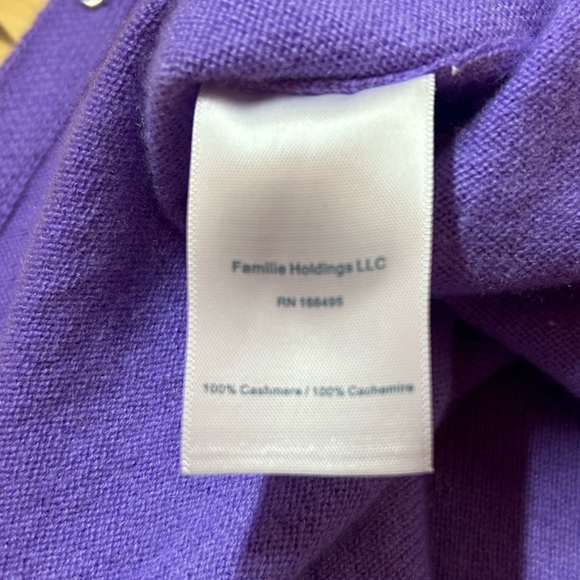 Familie Holdings LLC
RN 166495
100% Cashmere / 100% Cachemire